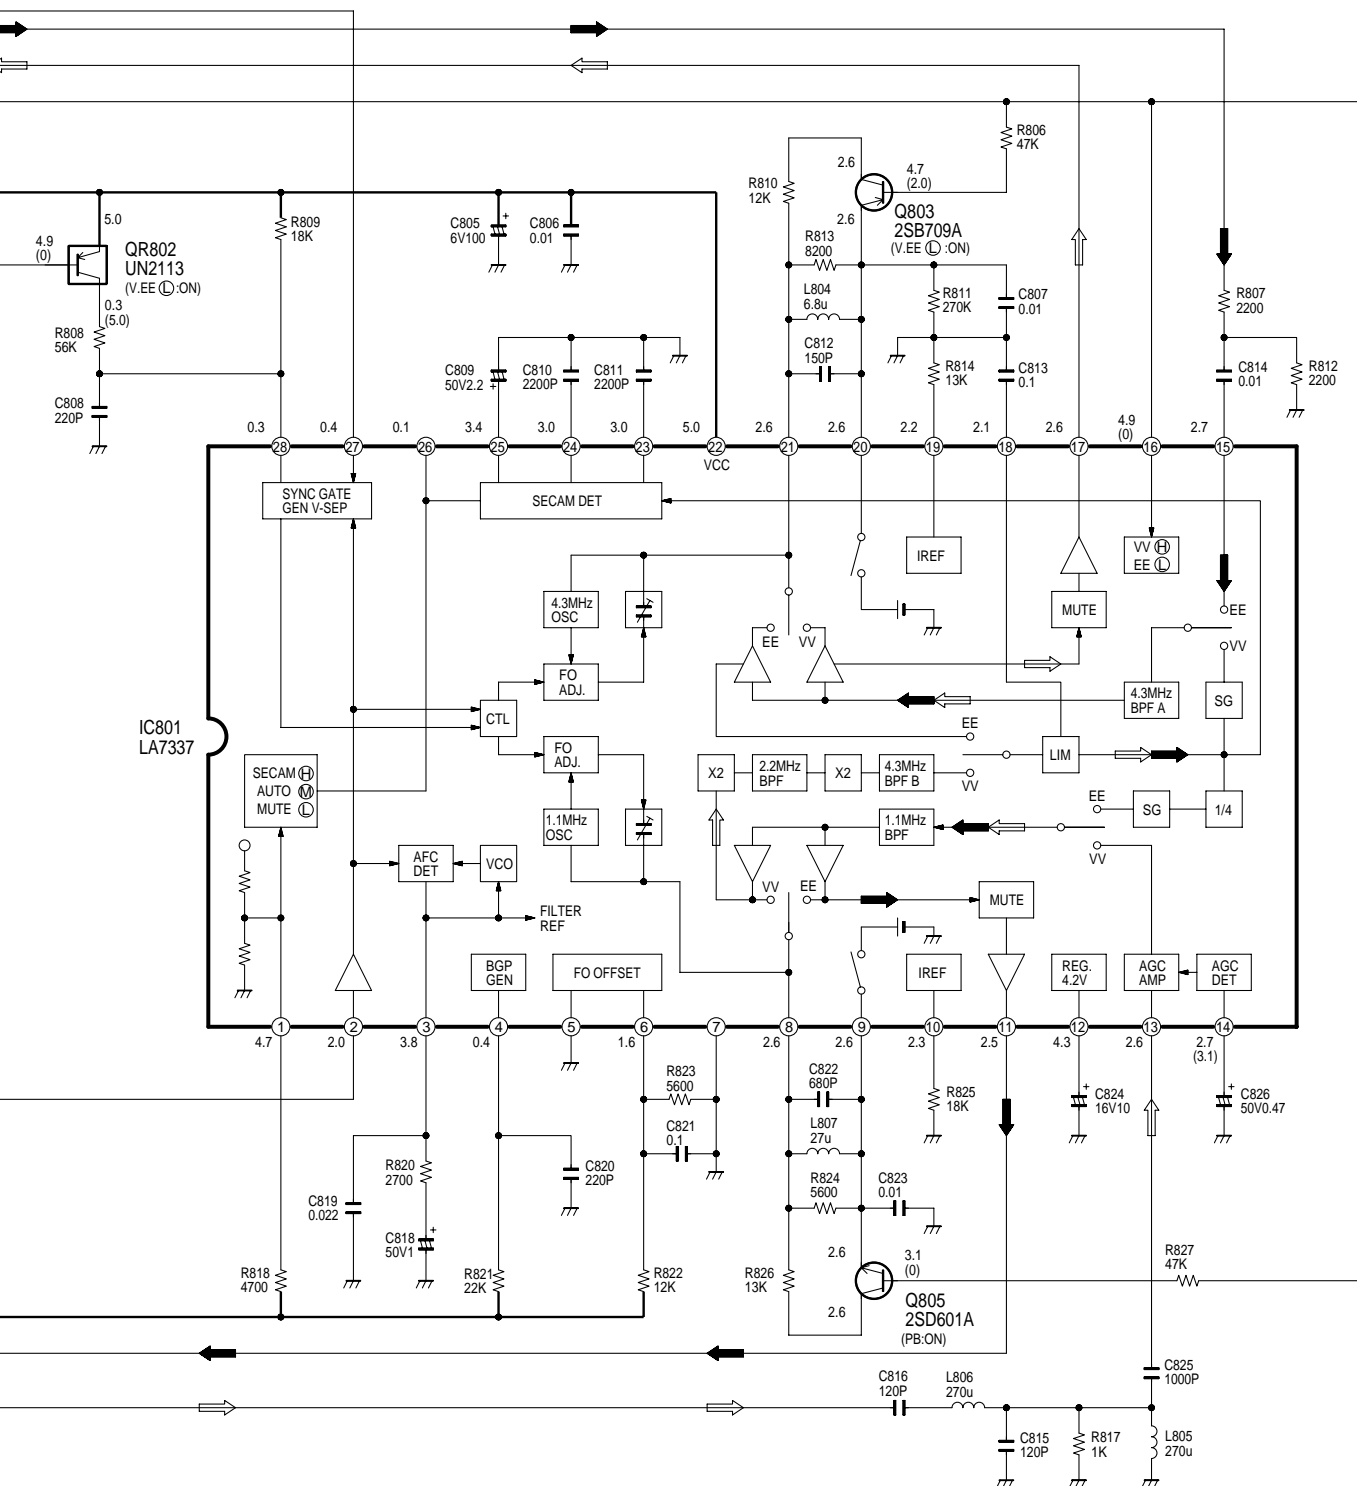 R806
47K
2.6
4.7
(2.0)
R810
12K
Q803
2SB709A
(V.EE Ⓛ :ON)
2.6
5.0
4.9
(0)
QR802
UN2113
(V.EE Ⓛ:ON)
0.3
(5.0)
R809
18K
C805
6V100
+
C806
0.01
R813
8200
L804
6.8u
R811
270K
C807
0.01
R807
2200
R808
56K
C808
220P
C809
50V2.2
+
C810
2200P
C811
2200P
C812
150P
R814
13K
C813
0.1
C814
0.01
R812
2200
0.3
0.4
0.1
3.4
3.0
3.0
5.0
2.6
2.6
2.2
2.1
2.6
4.9
(0)
2.7
28
27
26
25
24
23
22
21
20
19
18
17
16
15
VCC
SYNC GATE
GEN V-SEP
SECAM DET
IREF
VV Ⓗ
EE Ⓛ
4.3MHz
OSC
MUTE
EE
VV
EE
VV
FO
ADJ.
4.3MHz
BPF A
SG
CTL
IC801
LA7337
FO
ADJ.
EE
LIM
SECAM Ⓗ
AUTO Ⓜ
MUTE Ⓛ
X2
2.2MHz
BPF
X2
4.3MHz
BPF B
VV
1.1MHz
OSC
1.1MHz
BPF
EE
SG
1/4
VV
AFC
DET
VCO
VV
EE
MUTE
FILTER
REF
BGP
GEN
FO OFFSET
IREF
REG.
4.2V
AGC
AMP
AGC
DET
1
2
3
4
5
6
7
8
9
10
11
12
13
14
4.7
2.0
3.8
0.4
1.6
2.6
2.6
2.3
2.5
4.3
2.6
2.7
(3.1)
R823
5600
C822
680P
R825
18K
C824
16V10
+
C826
50V0.47
+
C821
0.1
L807
27u
R820
2700
C820
220P
R824
5600
C823
0.01
C819
0.022
C818
50V1
+
2.6
3.1
(0)
R827
47K
R818
4700
R821
22K
R822
12K
R826
13K
2.6
Q805
2SD601A
(PB:ON)
C816
120P
L806
270u
C825
1000P
C815
120P
R817
1K
L805
270u